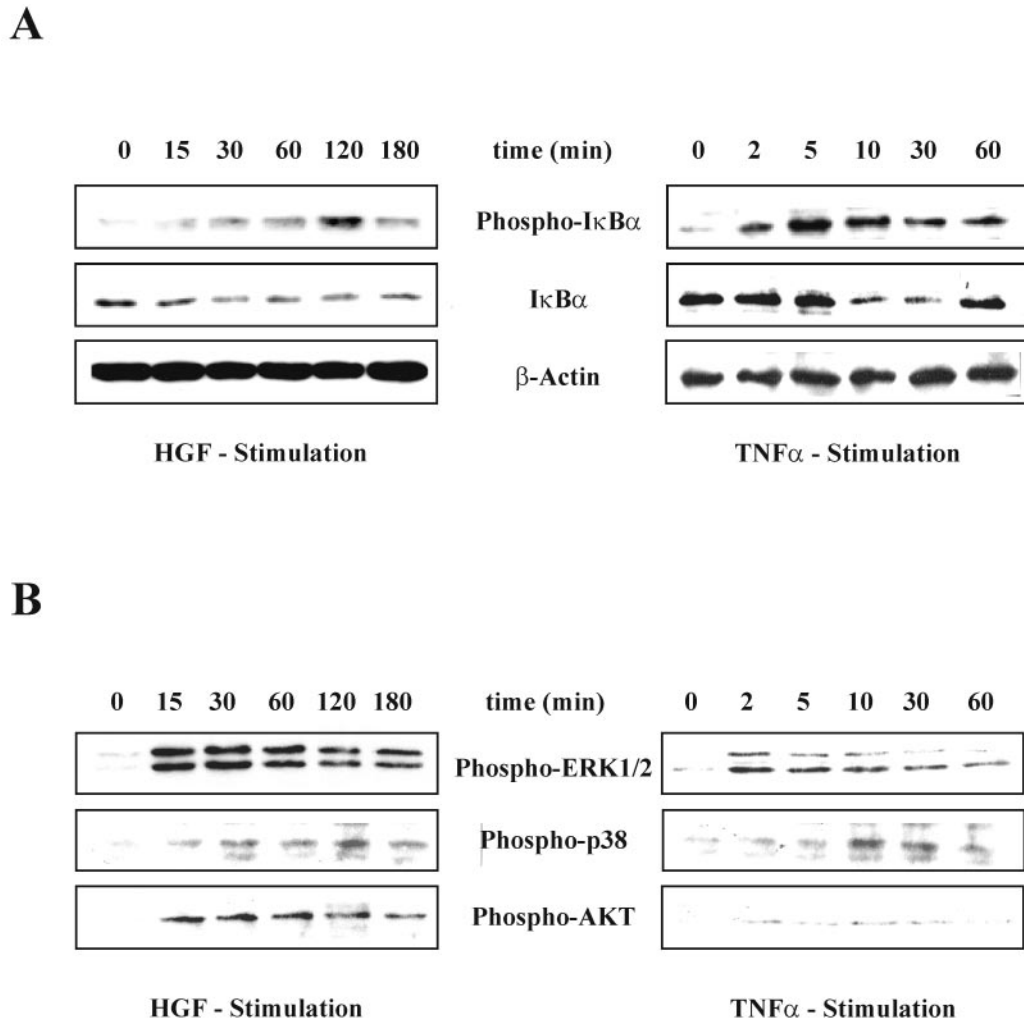 A
0 15 30 60 120 180 time (min) 0 2 5 10 30 60
Phospho-IκBα
IκBα
β-Actin
HGF - Stimulation TNFα - Stimulation
B
0 15 30 60 120 180 time (min) 0 2 5 10 30 60
Phospho-ERK1/2
Phospho-p38
Phospho-AKT
HGF - Stimulation TNFα - Stimulation